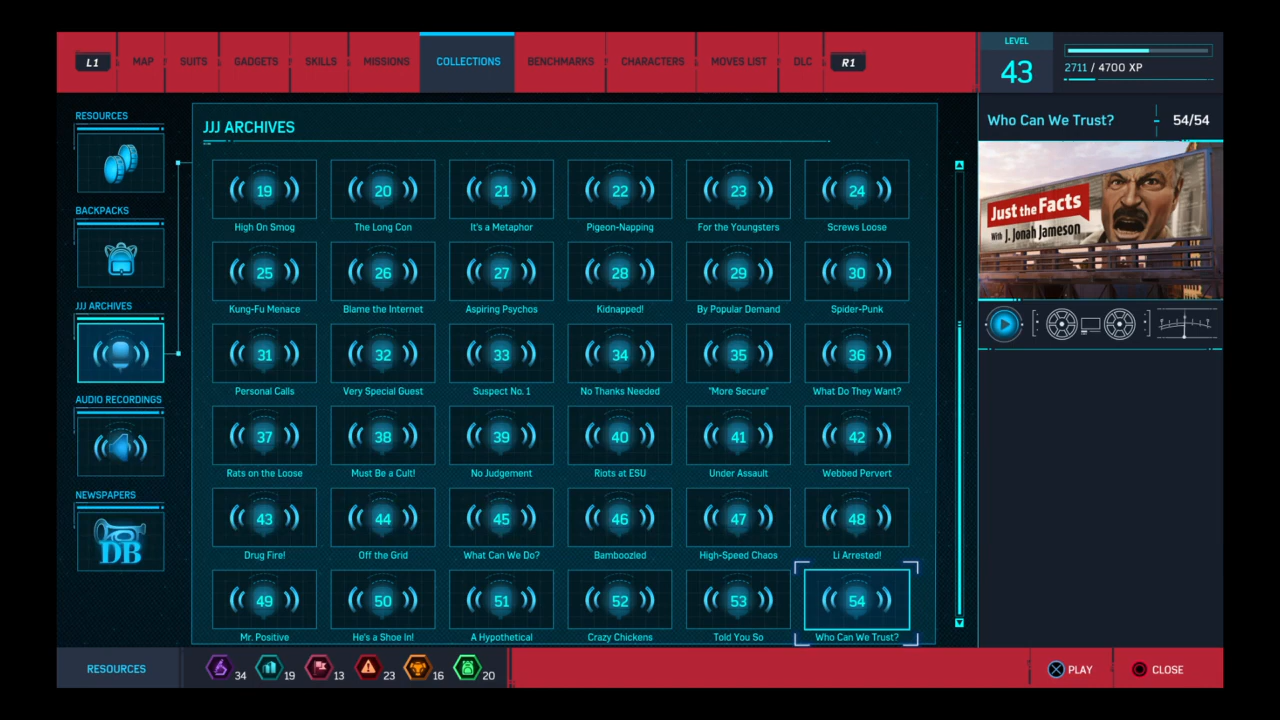 L1
MAP
SUITS
GADGETS
SKILLS
MISSIONS
COLLECTIONS
BENCHMARKS
CHARACTERS
MOVES LIST
DLC
R1
LEVEL
43
2711 / 4700 XP
RESOURCES
BACKPACKS
JJJ ARCHIVES
AUDIO RECORDINGS
NEWSPAPERS
DB
JJJ ARCHIVES
19 20 21 22 23 24
High On Smog The Long Con It's a Metaphor Pigeon-Napping For the Youngsters Screws Loose
25 26 27 28 29 30
Kung-Fu Menace Blame the Internet Aspiring Psychos Kidnapped! By Popular Demand Spider-Punk
31 32 33 34 35 36
Personal Calls Very Special Guest Suspect No. 1 No Thanks Needed "More Secure" What Do They Want?
37 38 39 40 41 42
Rats on the Loose Must Be a Cult! No Judgement Riots at ESU Under Assault Webbed Pervert
43 44 45 46 47 48
Drug Fire! Off the Grid What Can We Do? Bamboozled High-Speed Chaos Li Arrested!
49 50 51 52 53 54
Mr. Positive He's a Shoe In! A Hypothetical Crazy Chickens Told You So Who Can We Trust?
Who Can We Trust? 54/54
Just the Facts
With J. Jonah Jameson
RESOURCES
34 19 13 23 16 20
PLAY
CLOSE